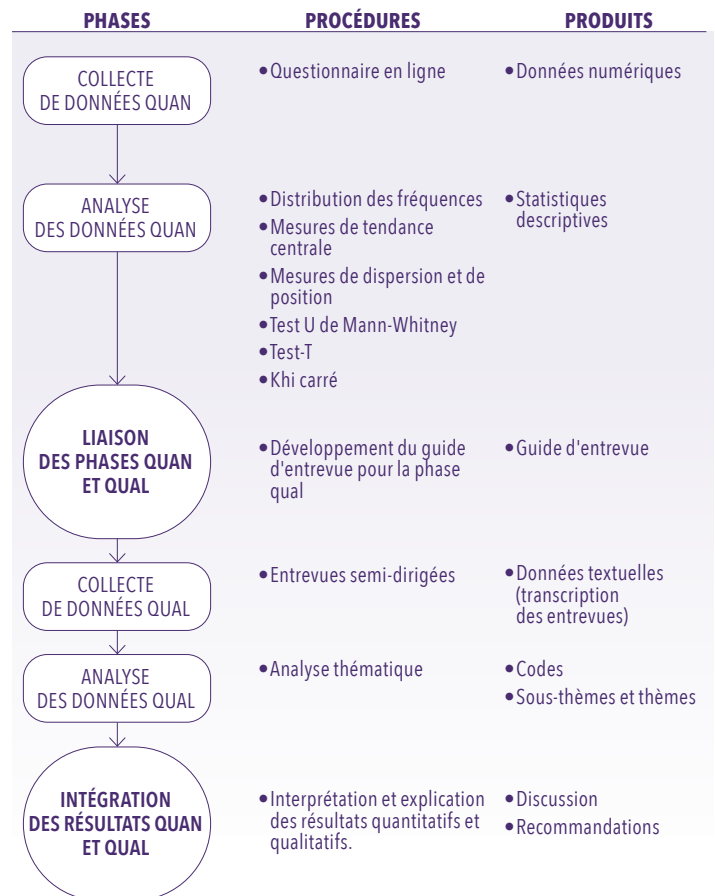 PHASES PROCÉDURES PRODUITS
COLLECTE
DE DONNÉES QUAN
•Questionnaire en ligne
•Données numériques
ANALYSE
DES DONNÉES QUAN
•Distribution des fréquences
•Mesures de tendance
centrale
•Mesures de dispersion et de
position
•Test U de Mann-Whitney
•Test-T
•Khi carré
•Statistiques
descriptives
LIAISON
DES PHASES QUAN
ET QUAL
•Développement du guide
d'entrevue pour la phase
qual
•Guide d'entrevue
COLLECTE
DE DONNÉES QUAL
•Entrevues semi-dirigées
•Données textuelles
(transcription
des entrevues)
ANALYSE
DES DONNÉES QUAL
•Analyse thématique
•Codes
•Sous-thèmes et thèmes
INTÉGRATION
DES RÉSULTATS QUAN
ET QUAL
•Interprétation et explication
des résultats quantitatifs et
qualitatifs.
•Discussion
•Recommandations